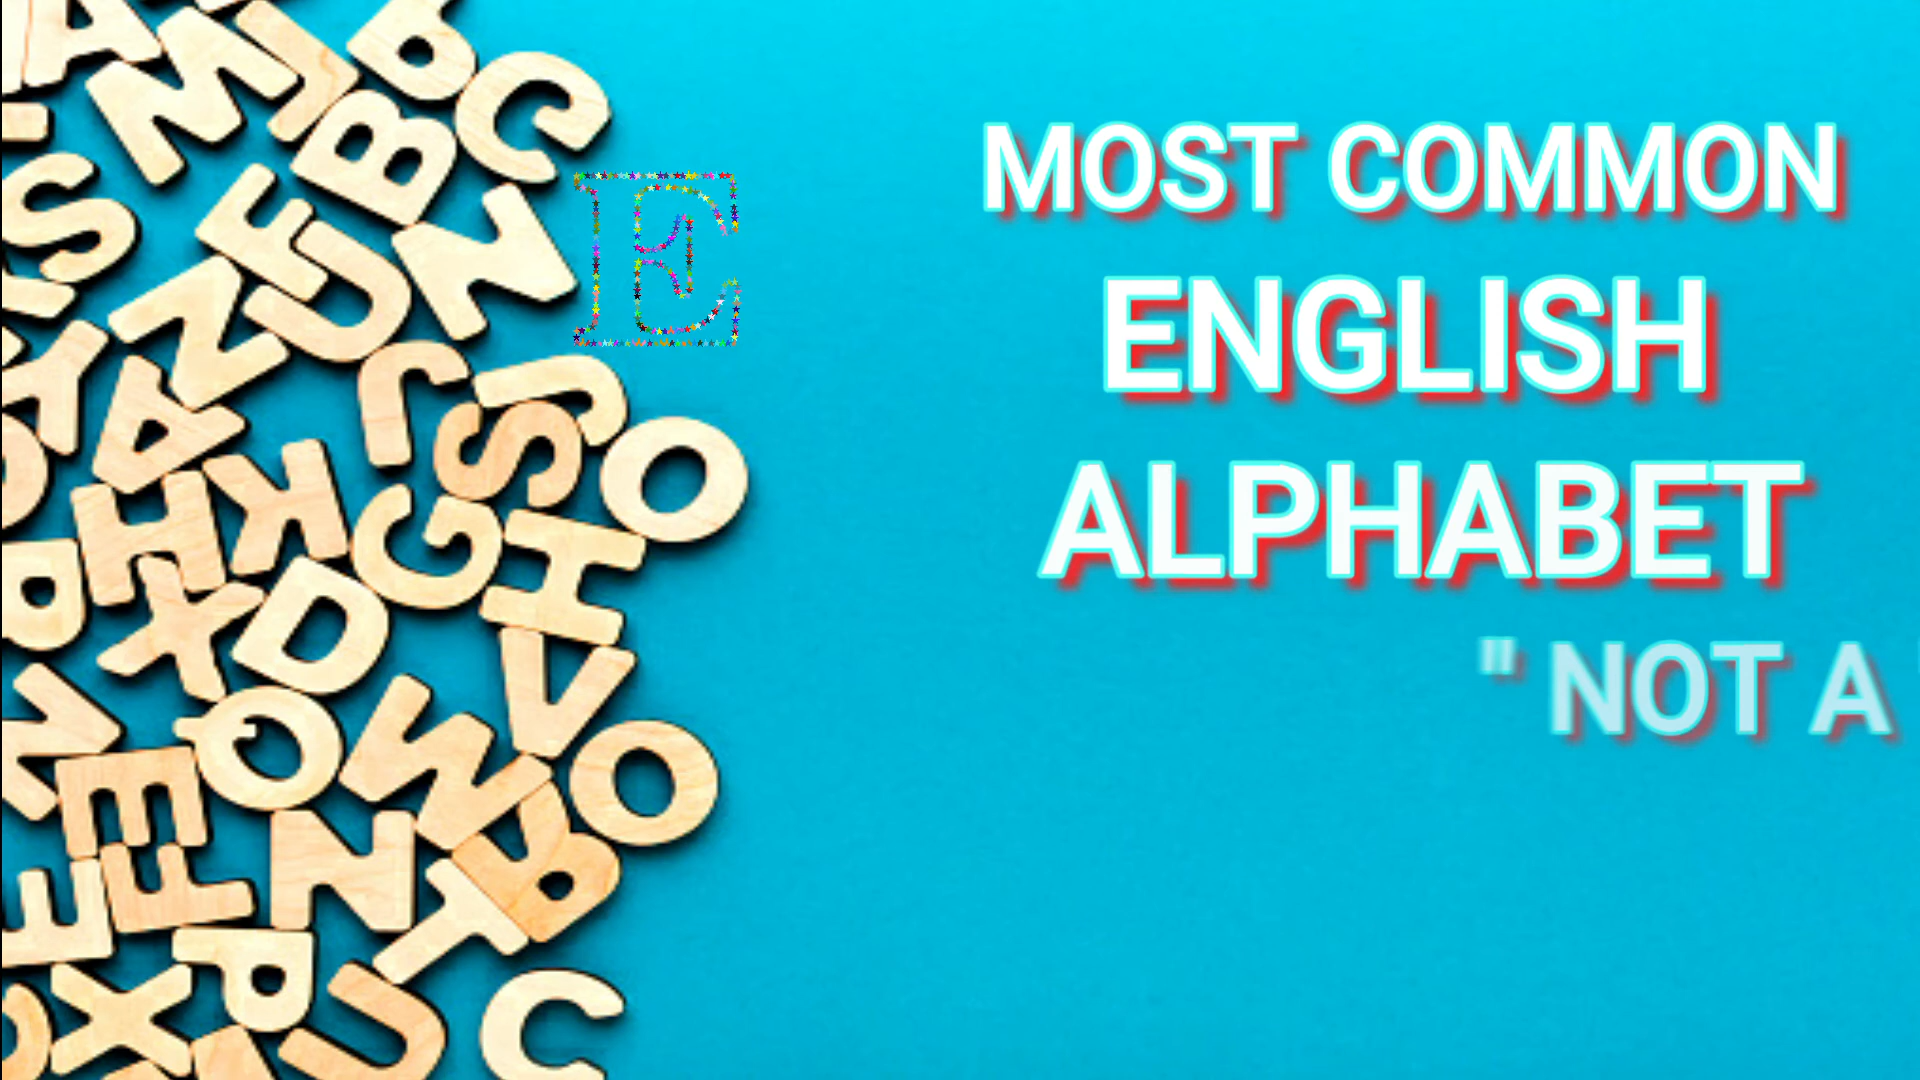 E
MOST COMMON
ENGLISH
ALPHABET
" NOT A